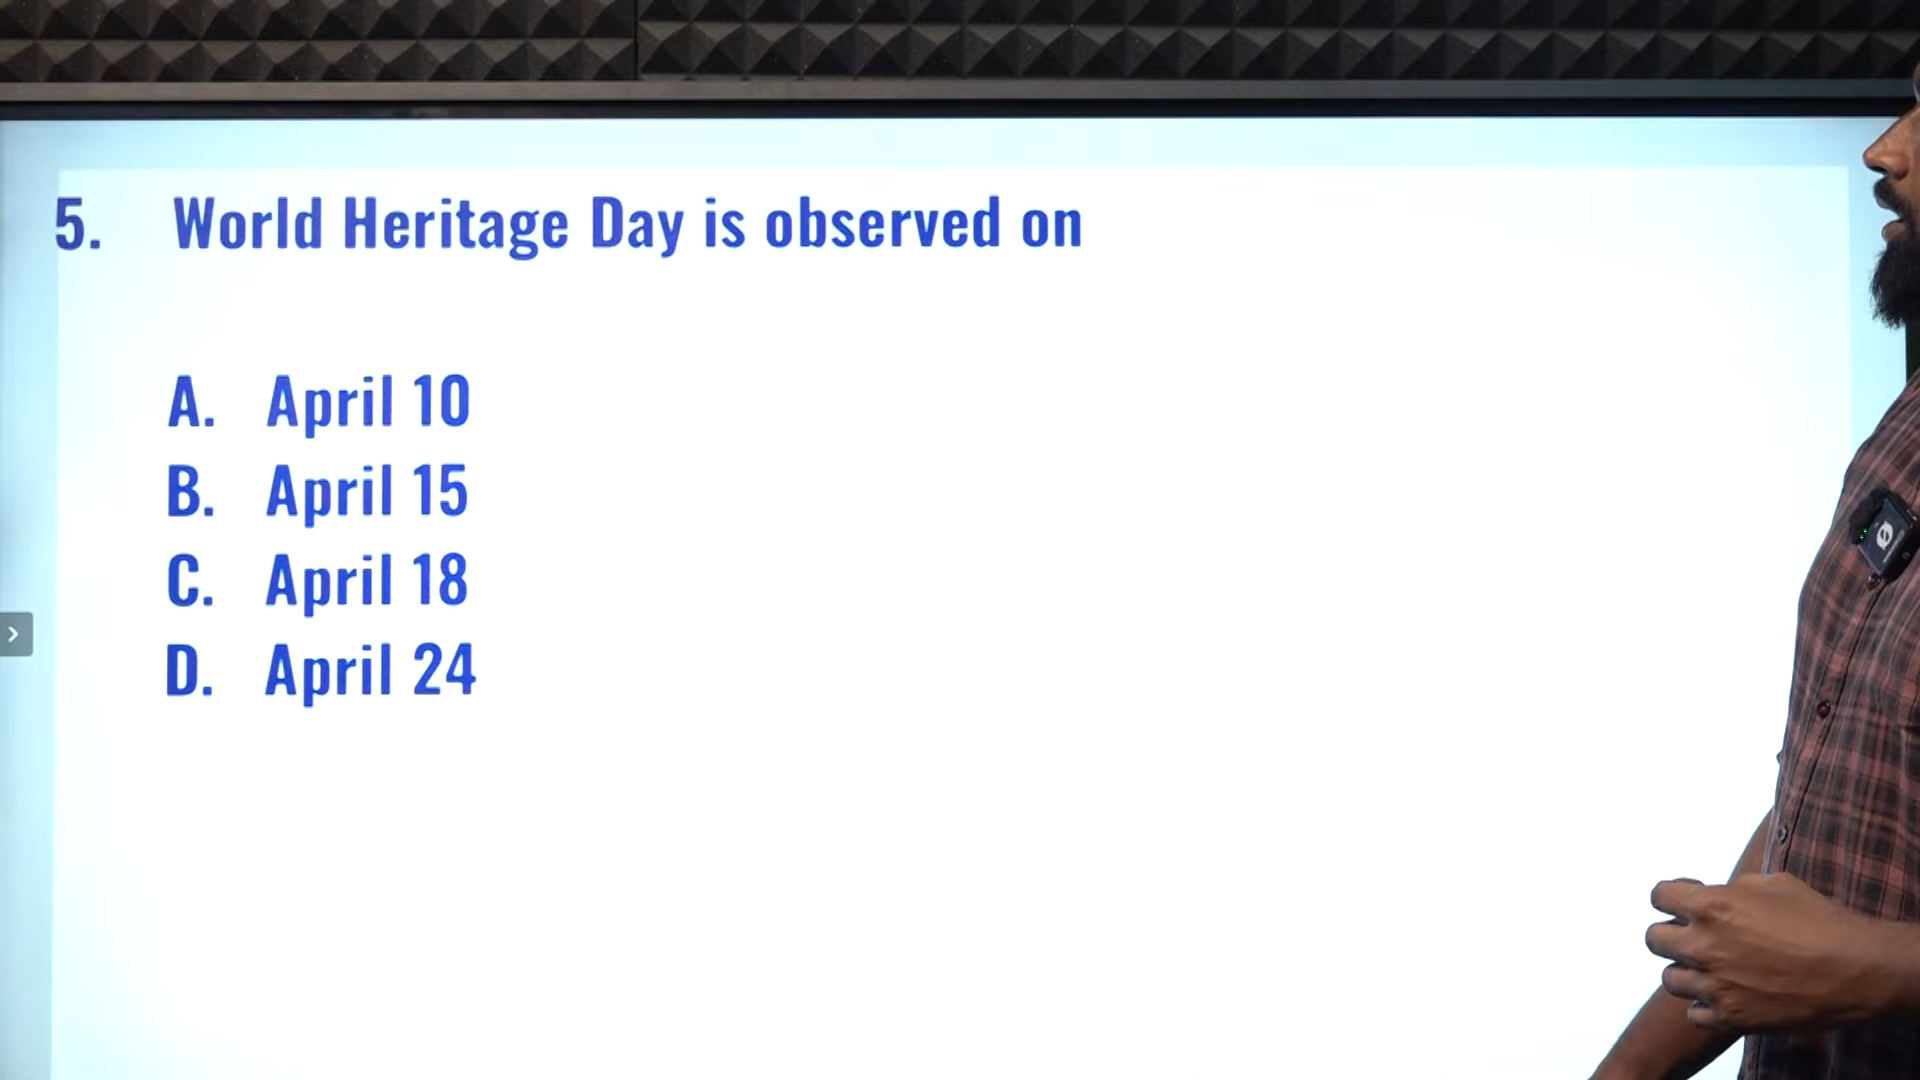 5. World Heritage Day is observed on
A. April 10
B. April 15
C. April 18
D. April 24